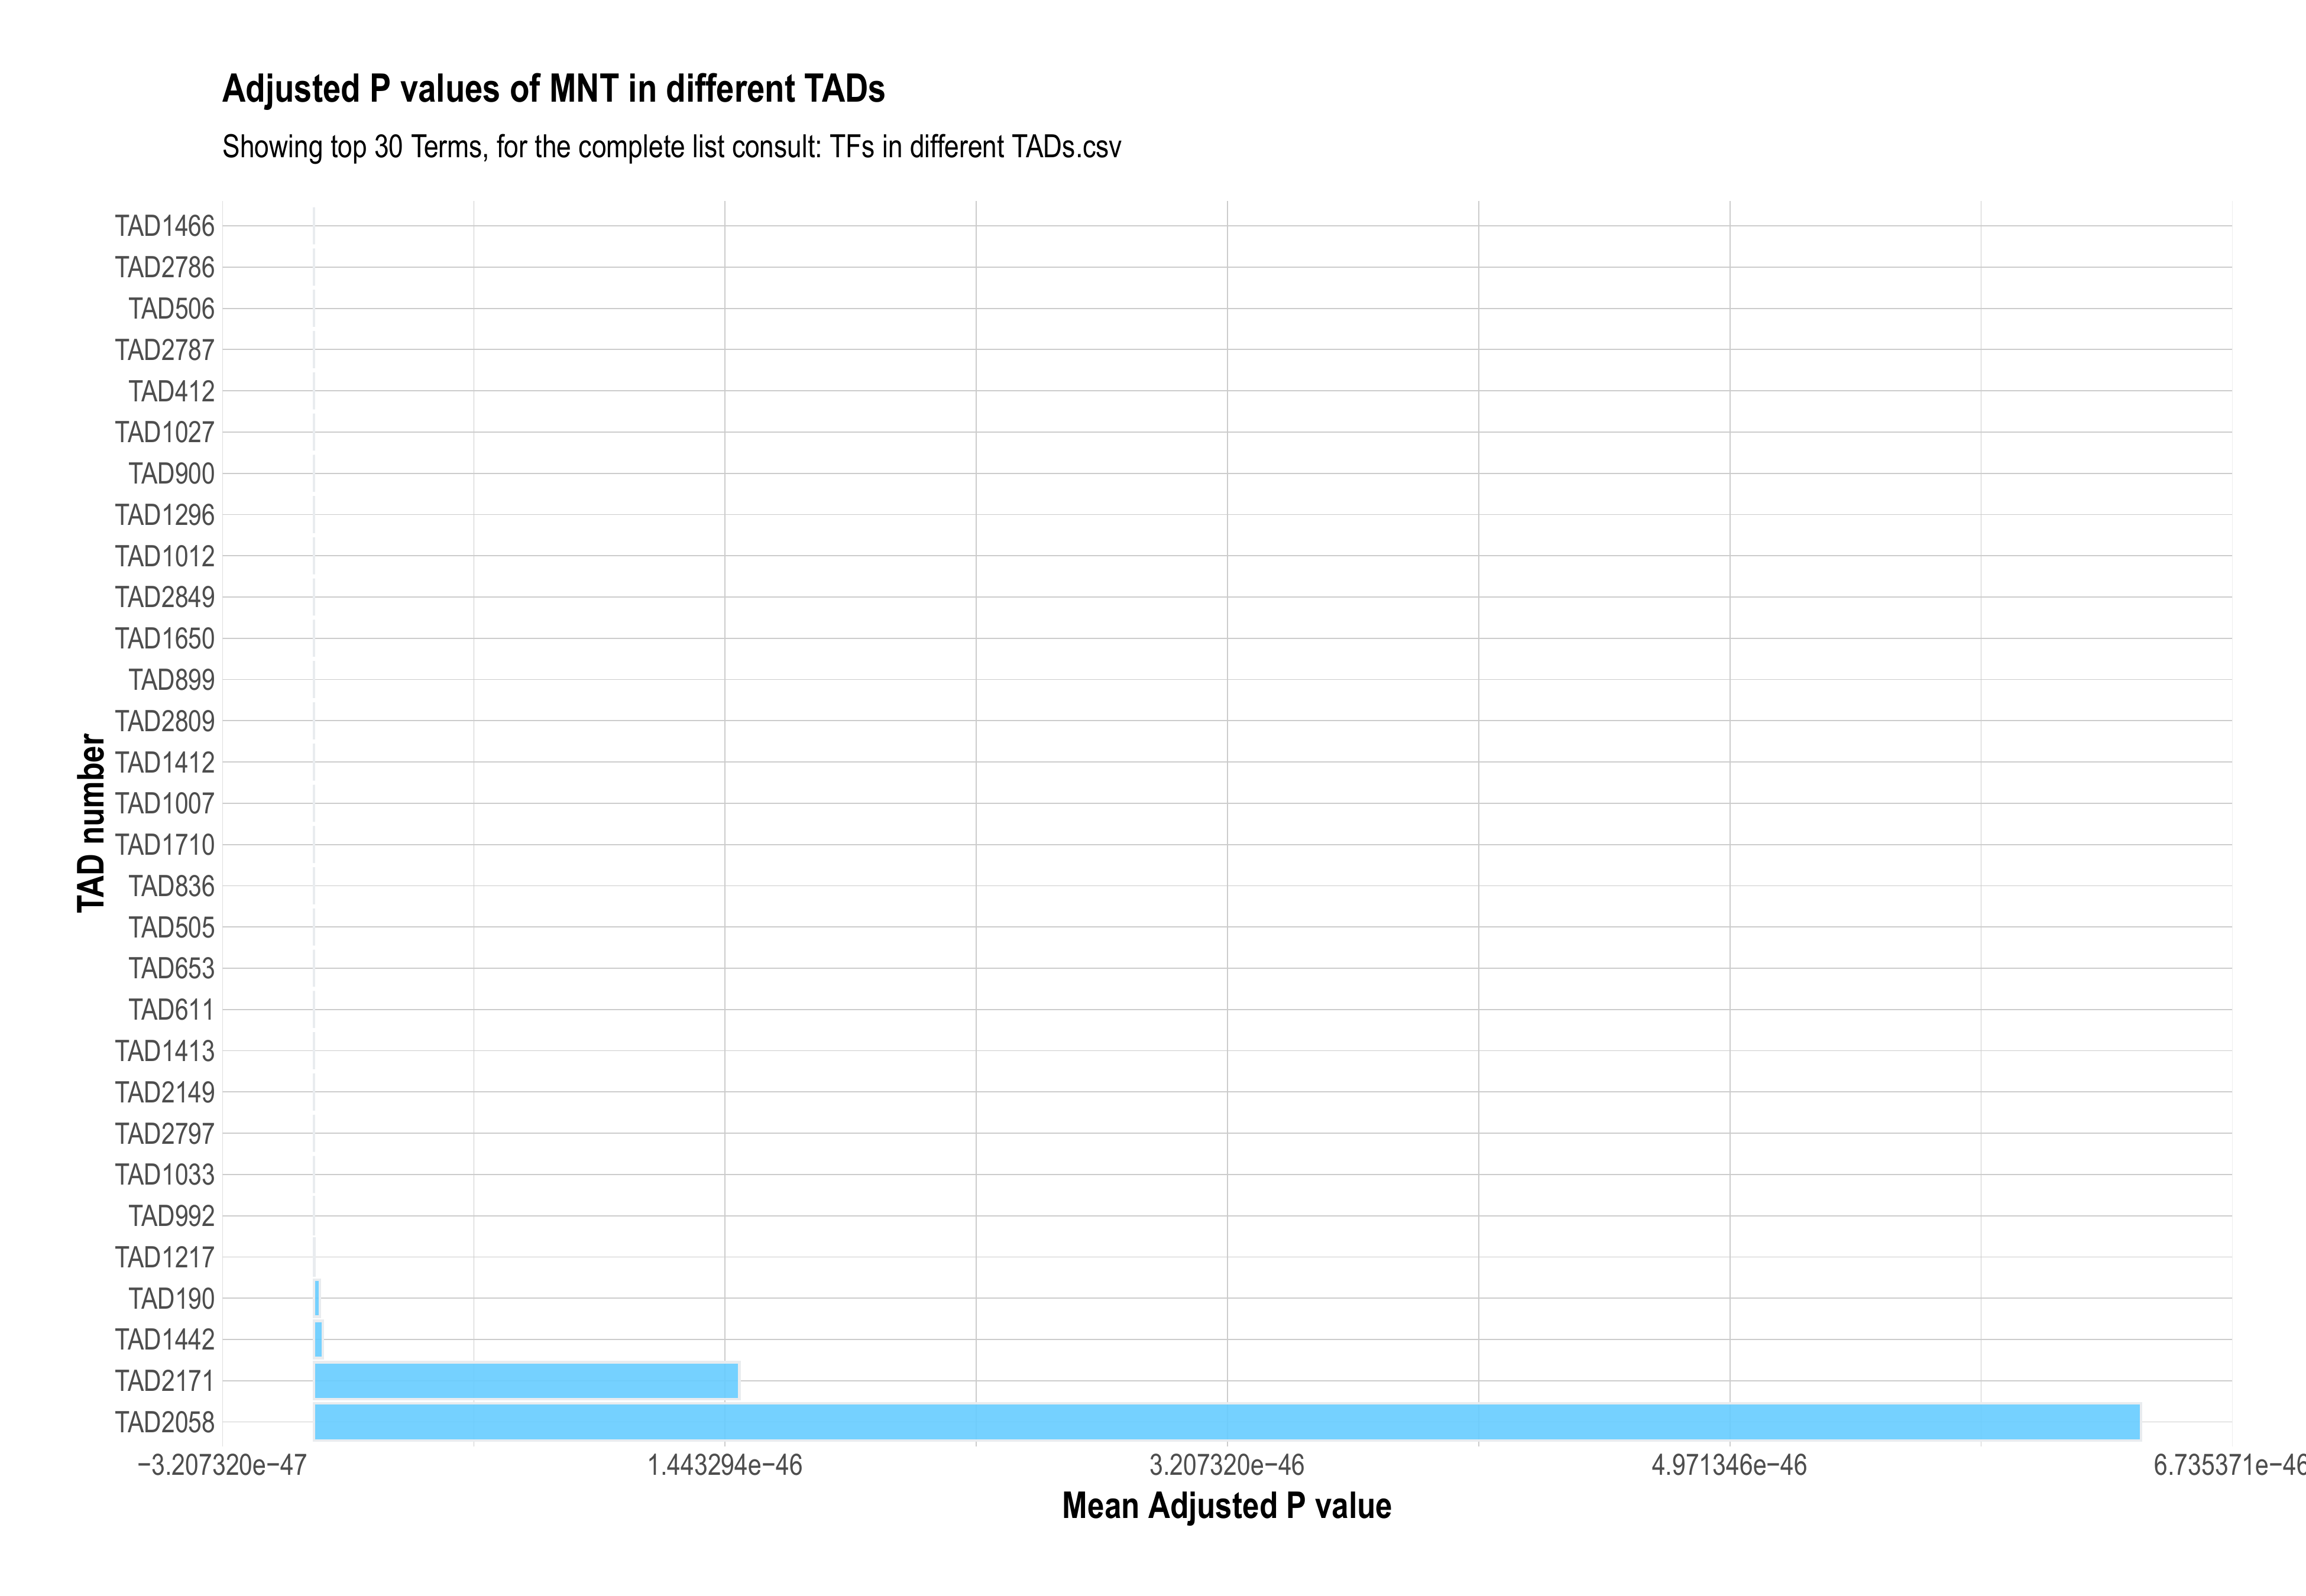 Adjusted P values of MNT in different TADs
Showing top 30 Terms, for the complete list consult: TFs in different TADs.csv
TAD number
TAD1466
TAD2786
TAD506
TAD2787
TAD412
TAD1027
TAD900
TAD1296
TAD1012
TAD2849
TAD1650
TAD899
TAD2809
TAD1412
TAD1007
TAD1710
TAD836
TAD505
TAD653
TAD611
TAD1413
TAD2149
TAD2797
TAD1033
TAD992
TAD1217
TAD190
TAD1442
TAD2171
TAD2058
−3.207320e−47 1.443294e−46 3.207320e−46 4.971346e−46 6.735371e−46
Mean Adjusted P value